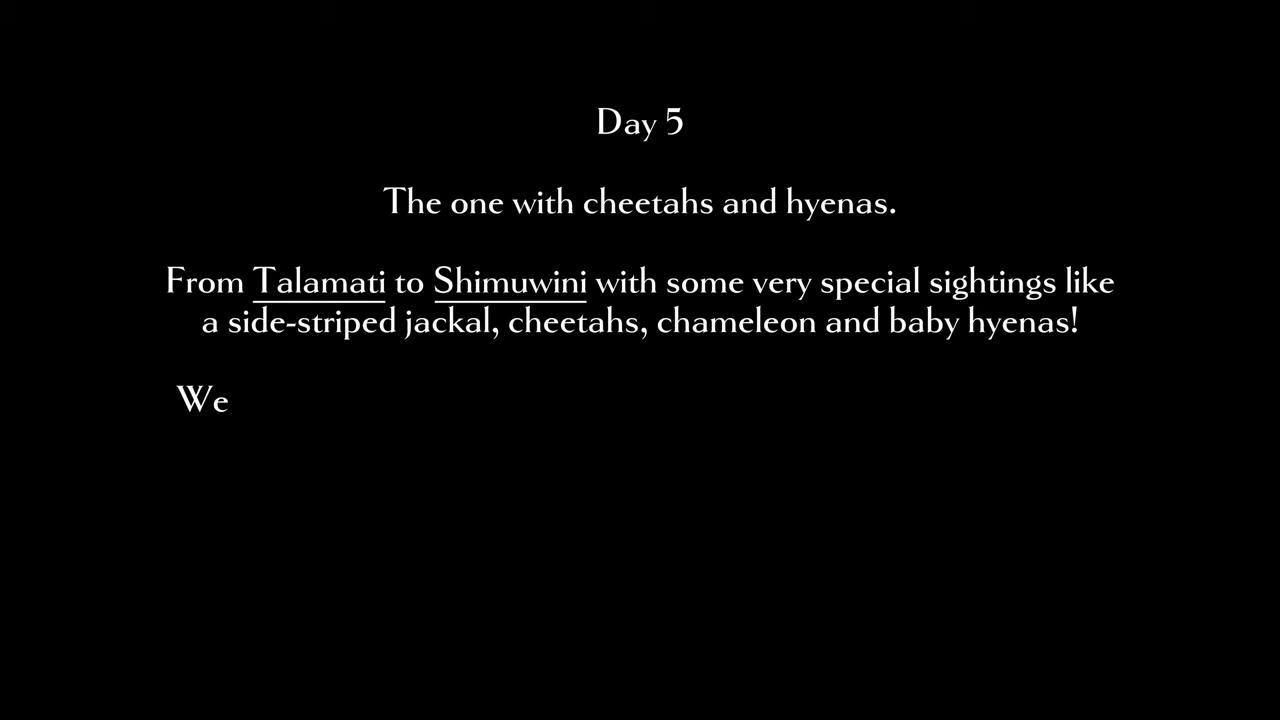 Day 5
The one with cheetahs and hyenas.
From Talamati to Shimuwini with some very special sightings like
a side-striped jackal, cheetahs, chameleon and baby hyenas!
We